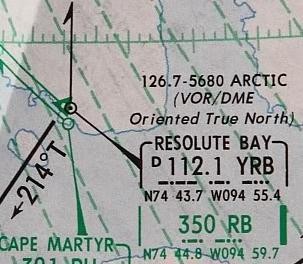 126.7-5680 ARCTIC
(VOR/DME
Oriented True North)
RESOLUTE BAY
D 112.1 YRB
N74 43.7 W094 55.4
←214°T
350 RB
CAPE MARTYR
N74 44.8 W094 59.7